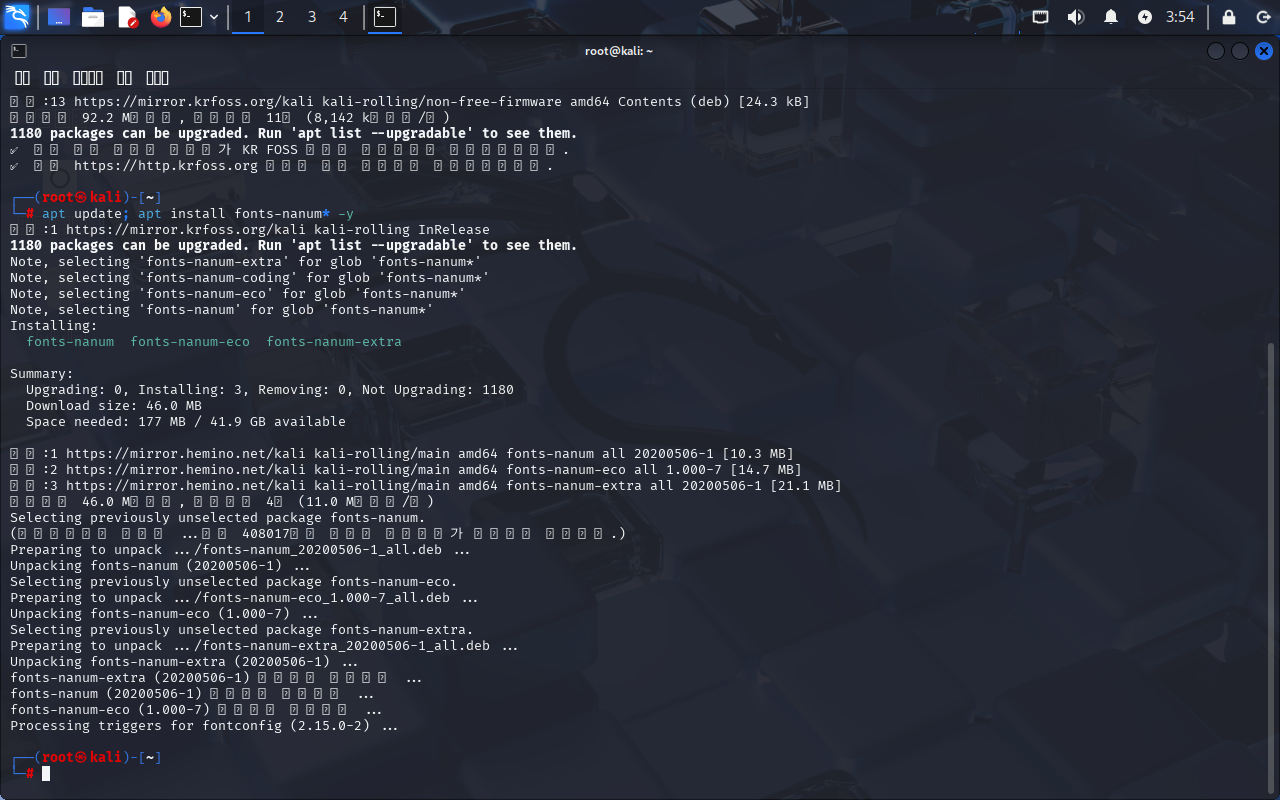 1 2 3 4 3:54
root@kali: ~
:13 https://mirror.krfoss.org/kali kali-rolling/non-free-firmware amd64 Contents (deb) [24.3 kB]
92.2 M , 11 (8,142 k / )
1180 packages can be upgraded. Run 'apt list --upgradable' to see them.
✔ 가 KR FOSS .
✔ https://http.krfoss.org .
┌──(root㉿kali)-[~]
└─# apt update; apt install fonts-nanum* -y
:1 https://mirror.krfoss.org/kali kali-rolling InRelease
1180 packages can be upgraded. Run 'apt list --upgradable' to see them.
Note, selecting 'fonts-nanum-extra' for glob 'fonts-nanum*'
Note, selecting 'fonts-nanum-coding' for glob 'fonts-nanum*'
Note, selecting 'fonts-nanum-eco' for glob 'fonts-nanum*'
Note, selecting 'fonts-nanum' for glob 'fonts-nanum*'
Installing:
fonts-nanum fonts-nanum-eco fonts-nanum-extra
Summary:
Upgrading: 0, Installing: 3, Removing: 0, Not Upgrading: 1180
Download size: 46.0 MB
Space needed: 177 MB / 41.9 GB available
:1 https://mirror.hemino.net/kali kali-rolling/main amd64 fonts-nanum all 20200506-1 [10.3 MB]
:2 https://mirror.hemino.net/kali kali-rolling/main amd64 fonts-nanum-eco all 1.000-7 [14.7 MB]
:3 https://mirror.hemino.net/kali kali-rolling/main amd64 fonts-nanum-extra all 20200506-1 [21.1 MB]
46.0 M , 4 (11.0 M / )
Selecting previously unselected package fonts-nanum.
( ... 408017 가 .)
Preparing to unpack .../fonts-nanum_20200506-1_all.deb ...
Unpacking fonts-nanum (20200506-1) ...
Selecting previously unselected package fonts-nanum-eco.
Preparing to unpack .../fonts-nanum-eco_1.000-7_all.deb ...
Unpacking fonts-nanum-eco (1.000-7) ...
Selecting previously unselected package fonts-nanum-extra.
Preparing to unpack .../fonts-nanum-extra_20200506-1_all.deb ...
Unpacking fonts-nanum-extra (20200506-1) ...
fonts-nanum-extra (20200506-1) ...
fonts-nanum (20200506-1) ...
fonts-nanum-eco (1.000-7) ...
Processing triggers for fontconfig (2.15.0-2) ...
┌──(root㉿kali)-[~]
└─#